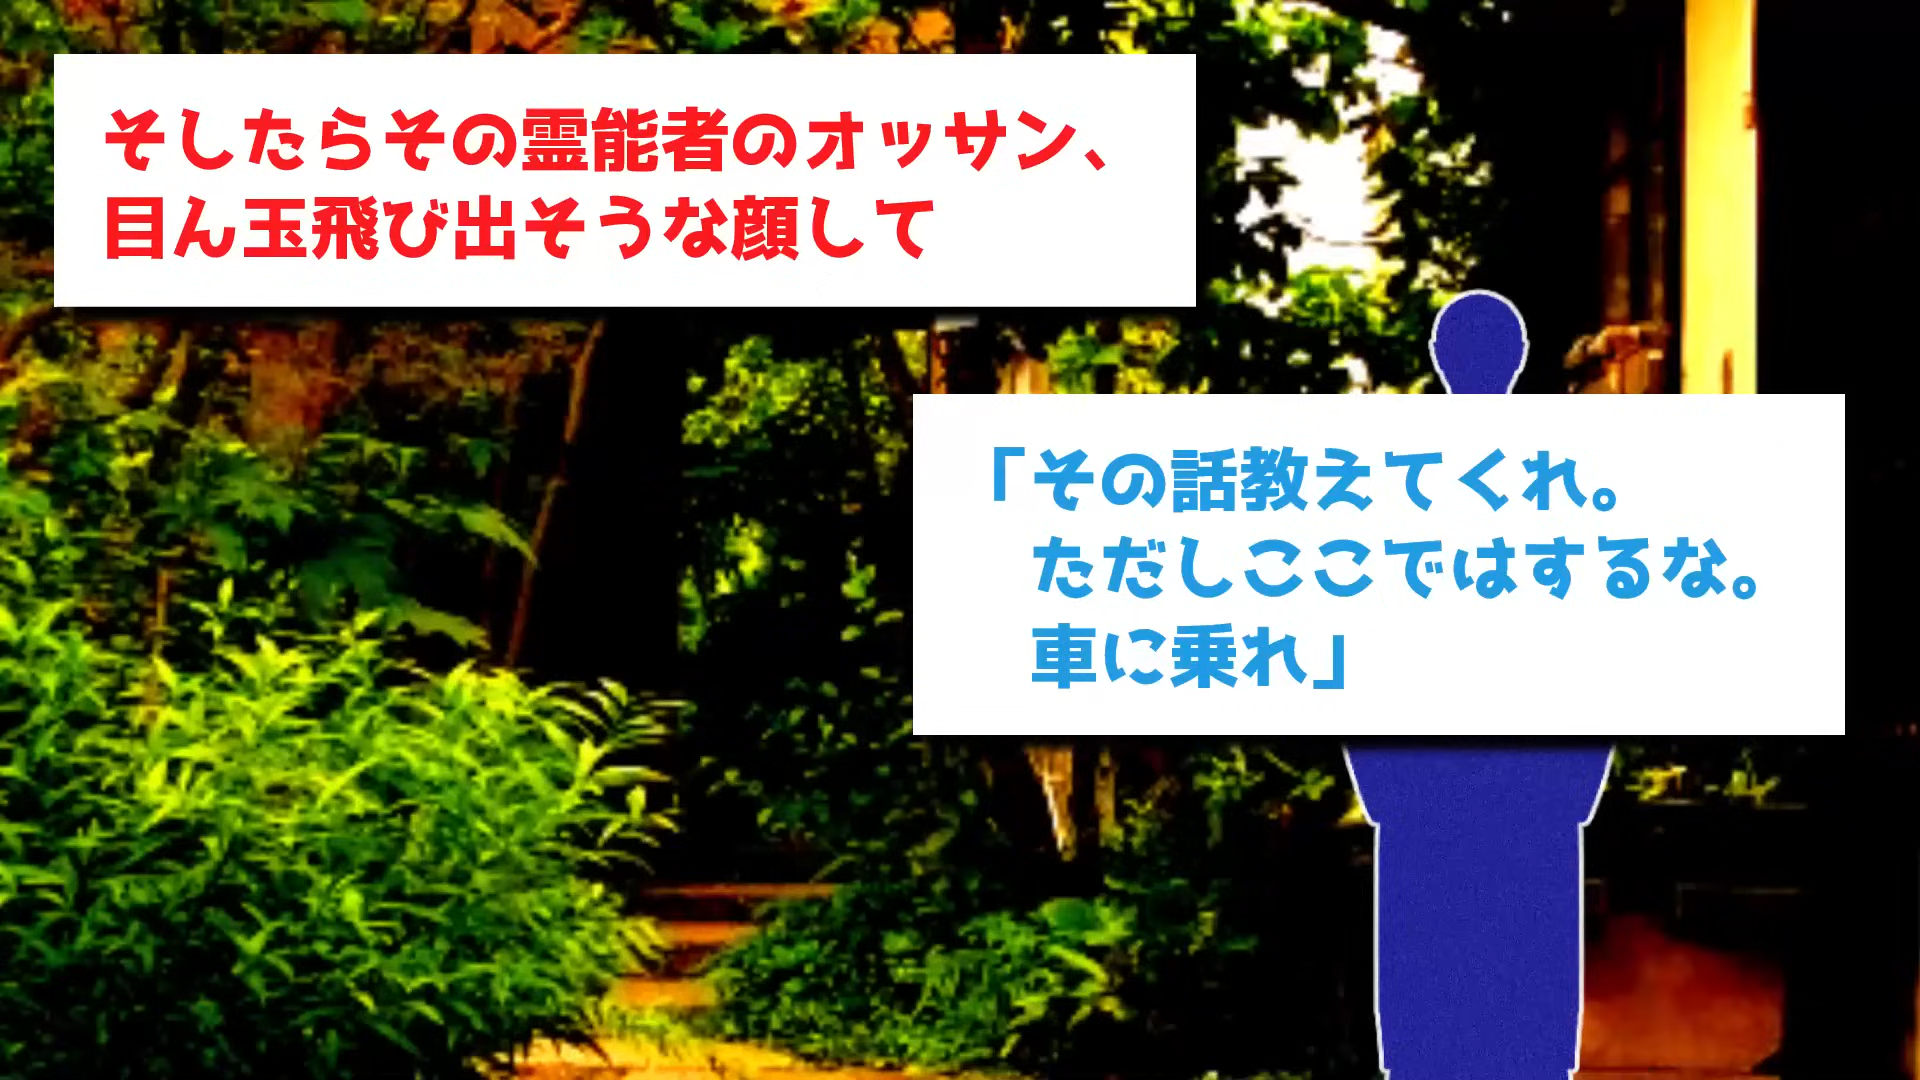 そしたらその霊能者のオッサン、
目ん玉飛び出そうな顔して
「その話教えてくれ。
ただしここではするな。
車に乗れ」